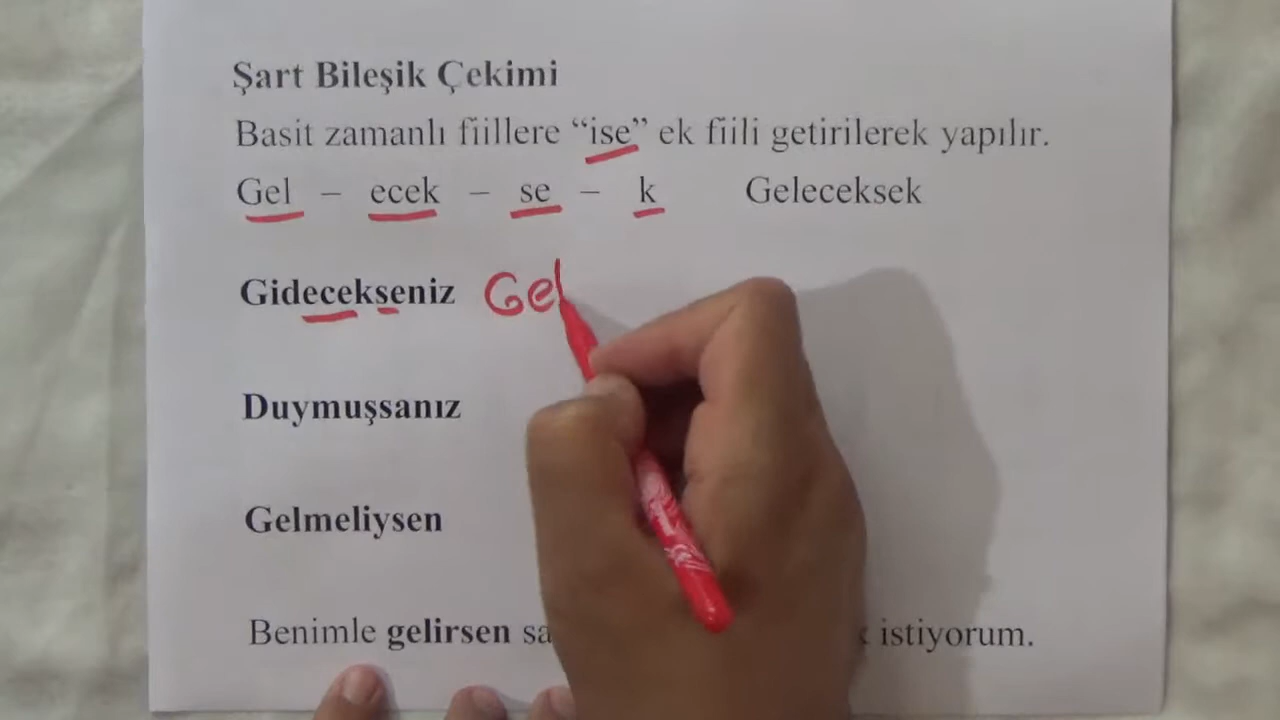 Şart Bileşik Çekimi
Basit zamanlı fiillere “ise” ek fiili getirilerek yapılır.
Gel – ecek – se – k Geleceksek
Gidecekseniz Gel
Duymuşsanız
Gelmeliysen
Benimle gelirsen istiyorum.